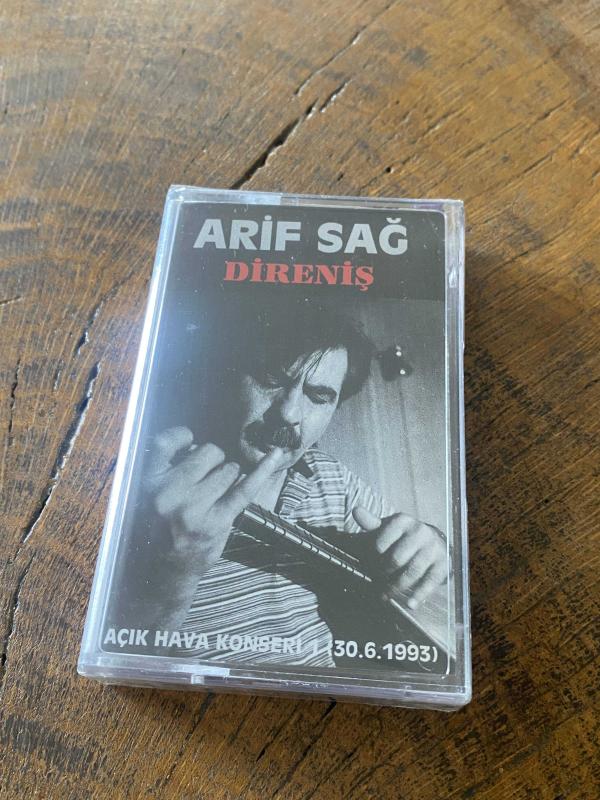 ARİF SAĞ
DİRENİŞ
AÇIK HAVA KONSERİ I (30.6.1993)